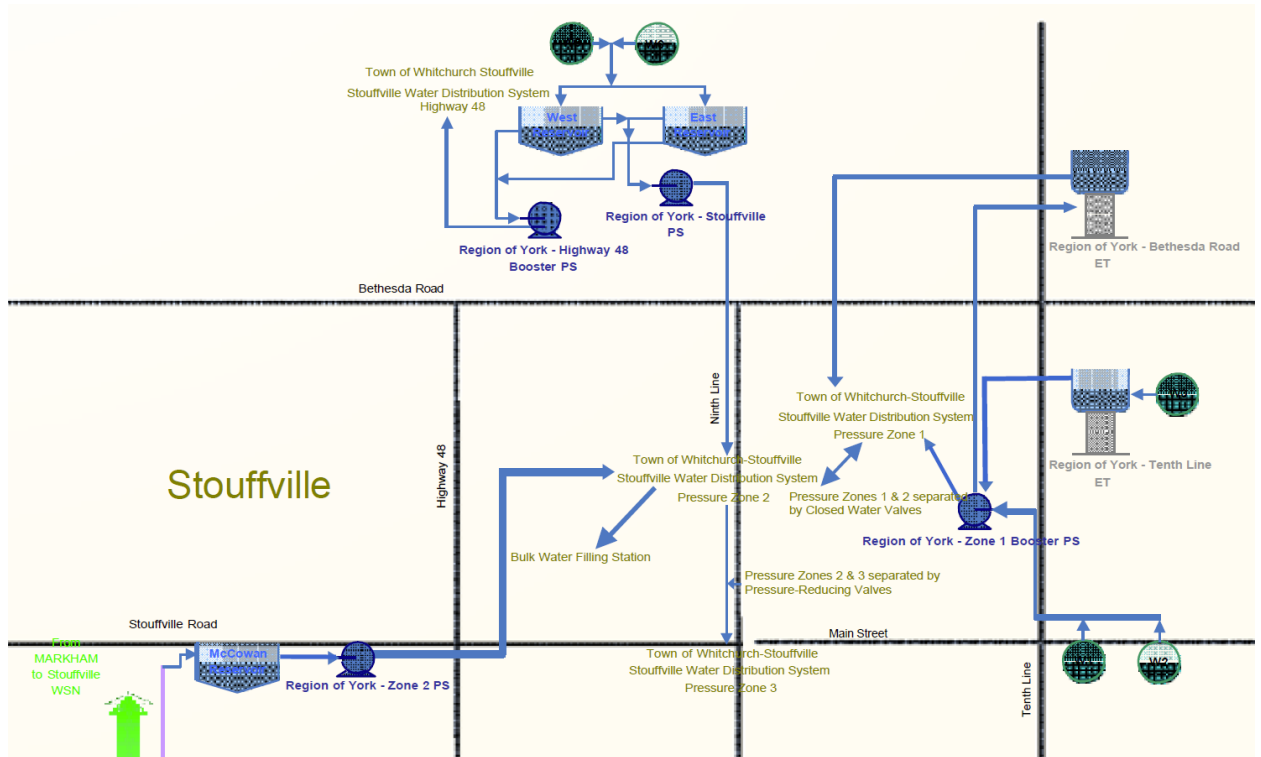 Town of Whitchurch Stouffville
Stouffville Water Distribution System
Highway 48
West
East
Region of York - Stouffville
PS
Region of York - Highway 48
Booster PS
Region of York - Bethesda Road
ET
Bethesda Road
Ninth Line
Town of Whitchurch-Stouffville
Stouffville Water Distribution System
Pressure Zone 1
Region of York - Tenth Line
ET
Highway 48
Stouffville
Town of Whitchurch-Stouffville
Stouffville Water Distribution System
Pressure Zone 2
Pressure Zones 1 & 2 separated
by Closed Water Valves
Region of York - Zone 1 Booster PS
Bulk Water Filling Station
Pressure Zones 2 & 3 separated by
Pressure-Reducing Valves
Stouffville Road
Main Street
From
MARKHAM
to Stouffville
WSN
McCowan
Region of York - Zone 2 PS
Town of Whitchurch-Stouffville
Stouffville Water Distribution System
Pressure Zone 3
W2
Tenth Line